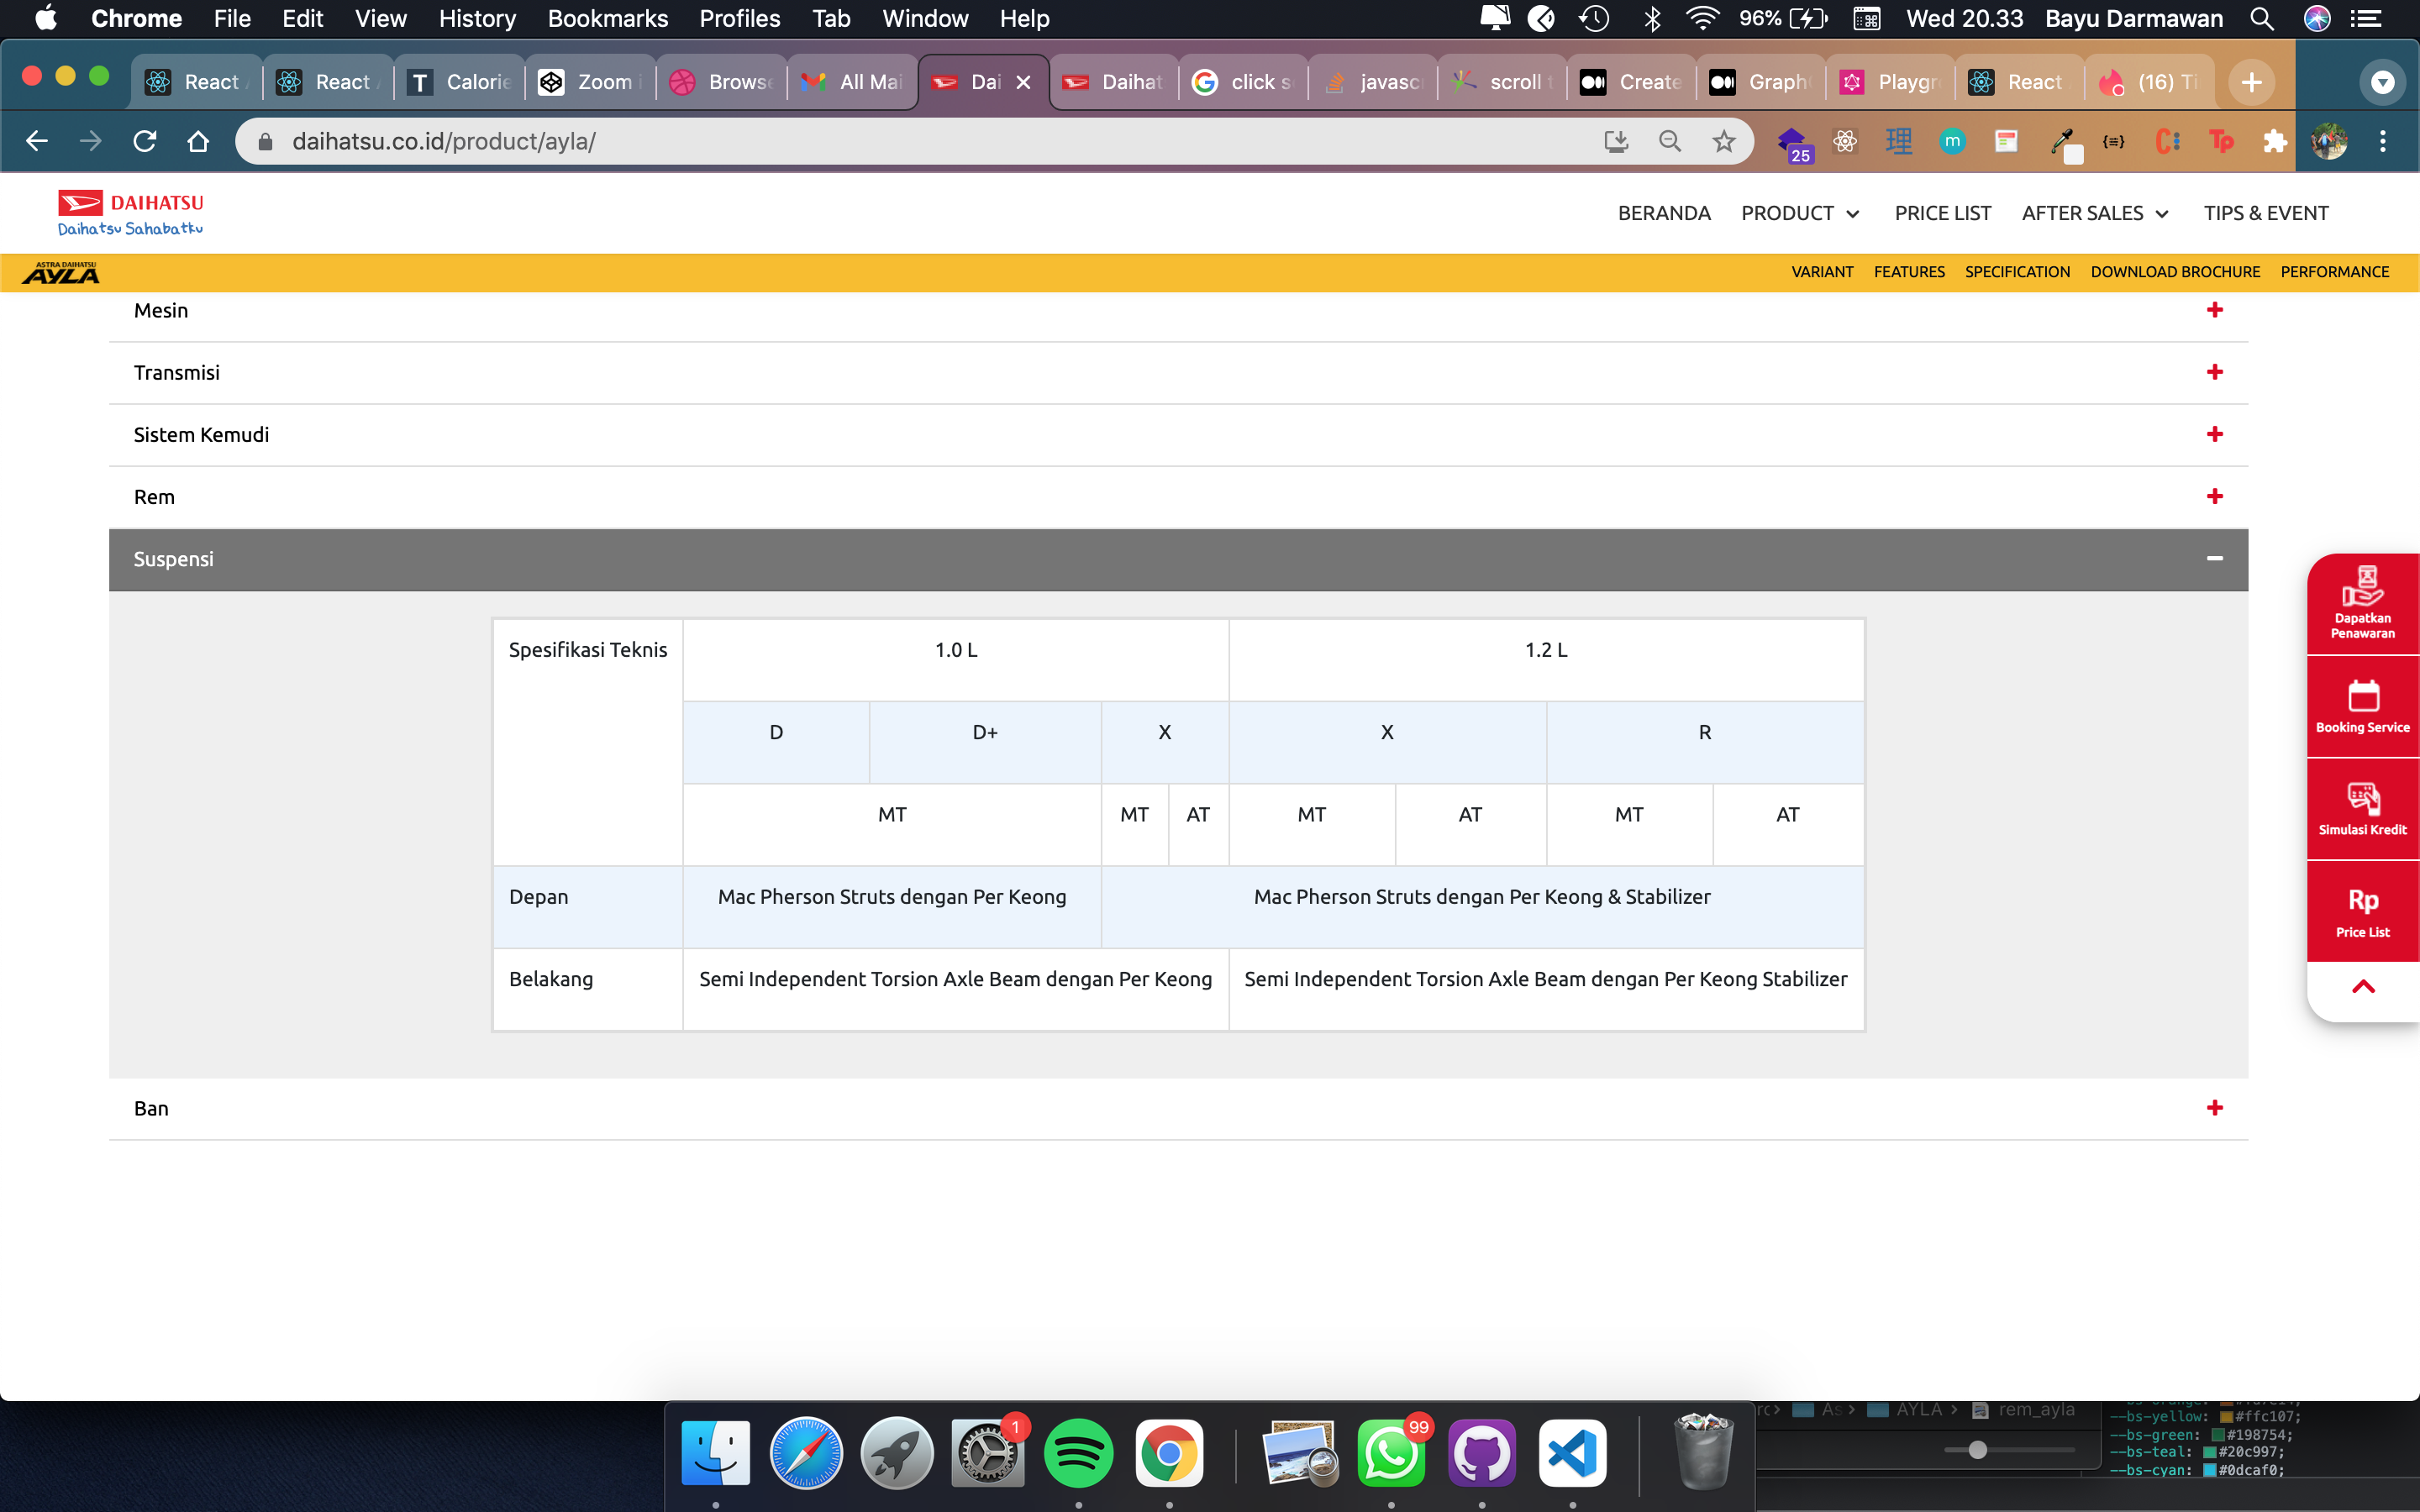 Chrome File Edit View History Bookmarks Profiles Tab Window Help 96% Wed 20.33 Bayu Darmawan
React T Calorie Zoom Browse All Mai Dai Daihat click javasc scroll Create Graph Playgr React (16) Ti
daihatsu.co.id/product/ayla/ 25 理 m {≡} C: Tp
DAIHATSU
Daihatsu Sahabatku
BERANDA PRODUCT PRICE LIST AFTER SALES TIPS & EVENT
ASTRA DAIHATSU
AYLA
VARIANT FEATURES SPECIFICATION DOWNLOAD BROCHURE PERFORMANCE
Mesin
Transmisi
Sistem Kemudi
Rem
Suspensi
Spesifikasi Teknis 1.0 L 1.2 L
D D+ X X R
MT MT AT MT AT MT AT
Depan Mac Pherson Struts dengan Per Keong Mac Pherson Struts dengan Per Keong & Stabilizer
Belakang Semi Independent Torsion Axle Beam dengan Per Keong Semi Independent Torsion Axle Beam dengan Per Keong Stabilizer
Ban
Dapatkan
Penawaran
Booking Service
Simulasi Kredit
Rp
Price List
1 99
As AYLA rem_ayla
--bs-yellow: #ffc107;
--bs-green: #198754;
--bs-teal: #20c997;
--bs-cyan: #0dcaf0;